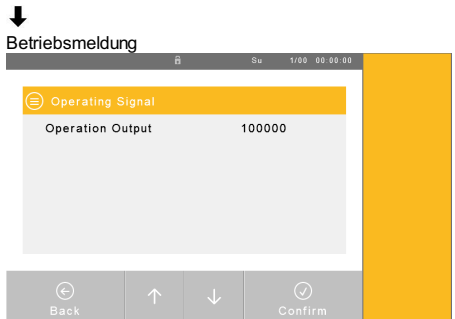 Betriebsmeldung
Su 1/00 00:00:00
Operating Signal
Operation Output 100000
Back Confirm